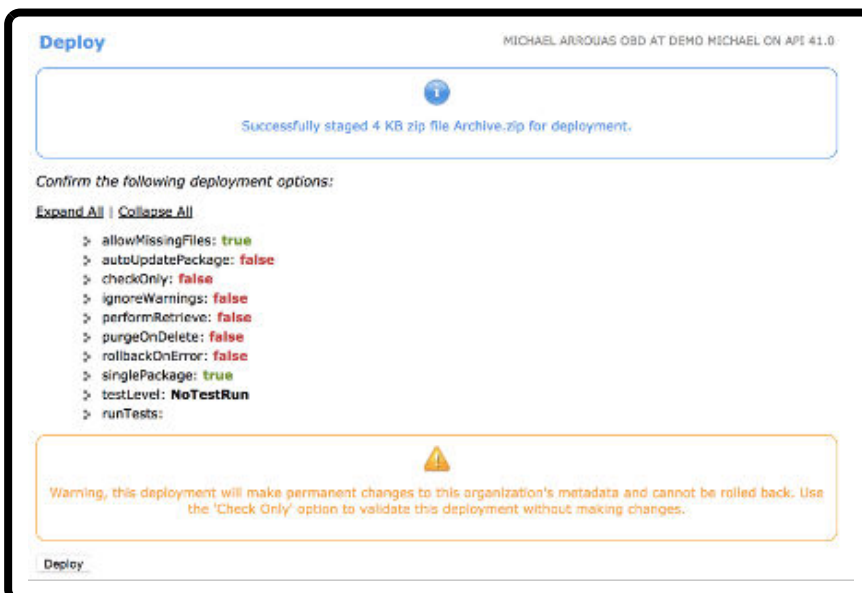 Deploy
MICHAEL ARROUAS OBD AT DEMO MICHAEL ON API 41.0
Successfully staged 4 KB zip file Archive.zip for deployment.
Confirm the following deployment options:
Expand All | Collapse All
allowMissingFiles: true
autoUpdatePackage: false
checkOnly: false
ignoreWarnings: false
performRetrieve: false
purgeOnDelete: false
rollbackOnError: false
singlePackage: true
testLevel: NoTestRun
runTests:
Warning, this deployment will make permanent changes to this organization's metadata and cannot be rolled back. Use
the 'Check Only' option to validate this deployment without making changes.
Deploy